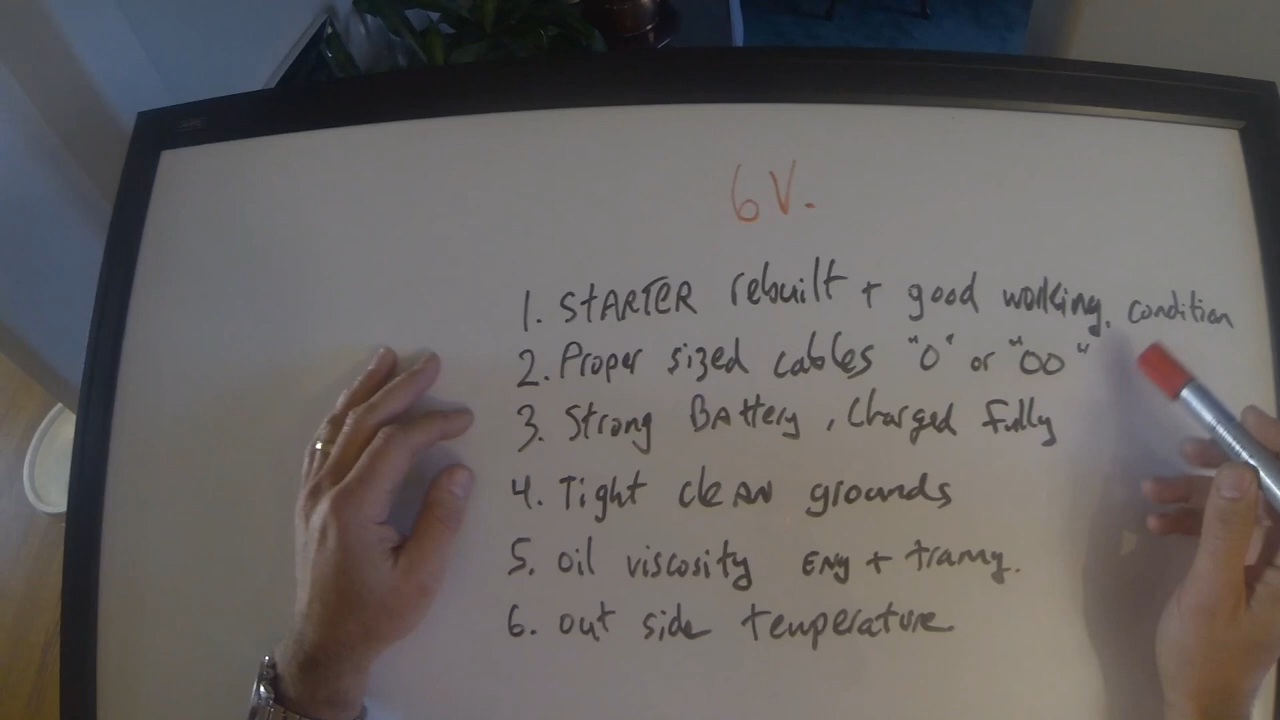 6V.
1. StARTER rebuilt + good working. condition
2. Proper sized cables "0" or "00"
3. Strong BAttery, Charged fully
4. Tight cleAN grounds
5. oil viscosity ENg + tranny.
6. out side temperature